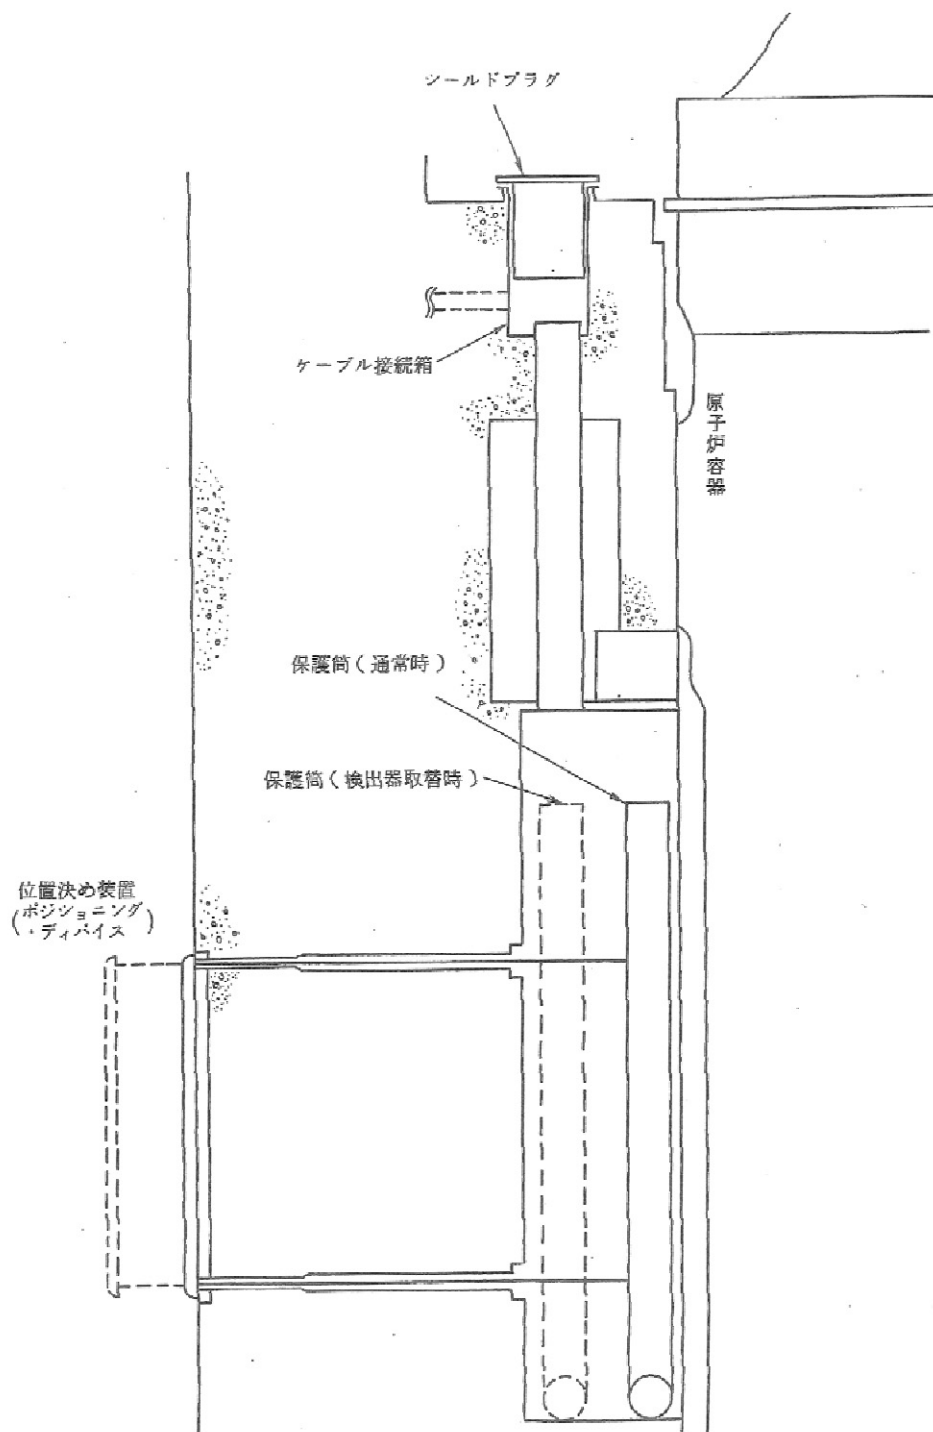 シールドプラグ
ケーブル接続箱
原子炉容器
保護筒（通常時）
保護筒（検出器取替時）
位置決め装置
（ポジショニング
・ディバイス）